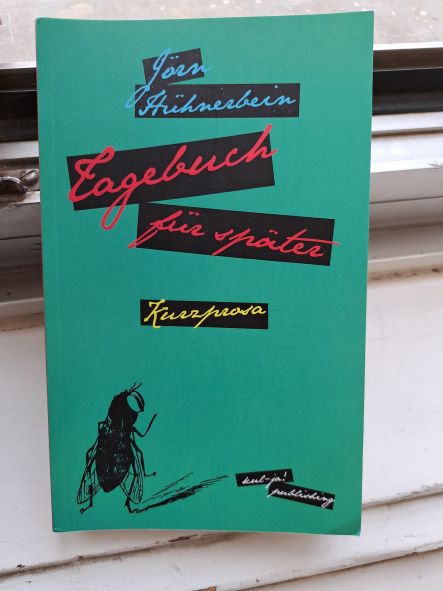 Jörn
Hühnerbein
Tagebuch
für später
Kurzprosa
kul-ja!
publishing